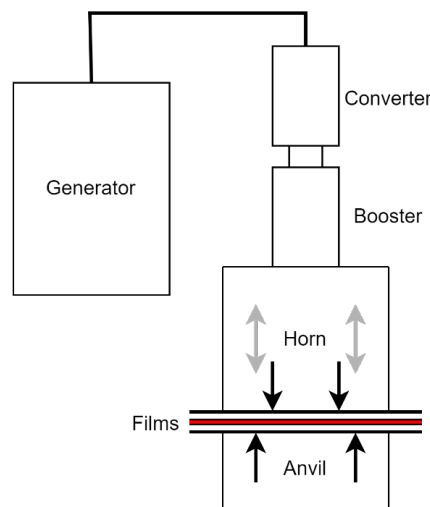 Converter
Generator
Booster
Horn
Films
Anvil